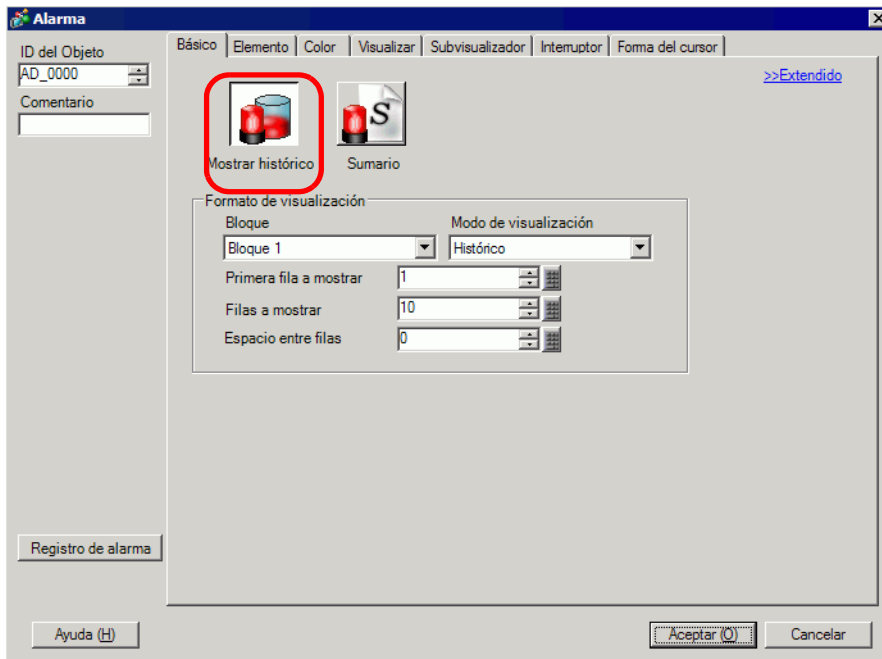 Alarma
ID del Objeto
AD_0000
Comentario
Básico Elemento Color Visualizar Subvisualizador Interruptor Forma del cursor
>>Extendido
S
Mostrar histórico Sumario
Formato de visualización
Bloque Modo de visualización
Bloque 1 Histórico
Primera fila a mostrar 1
Filas a mostrar 10
Espacio entre filas 0
Registro de alarma
Ayuda (H) Aceptar (O) Cancelar